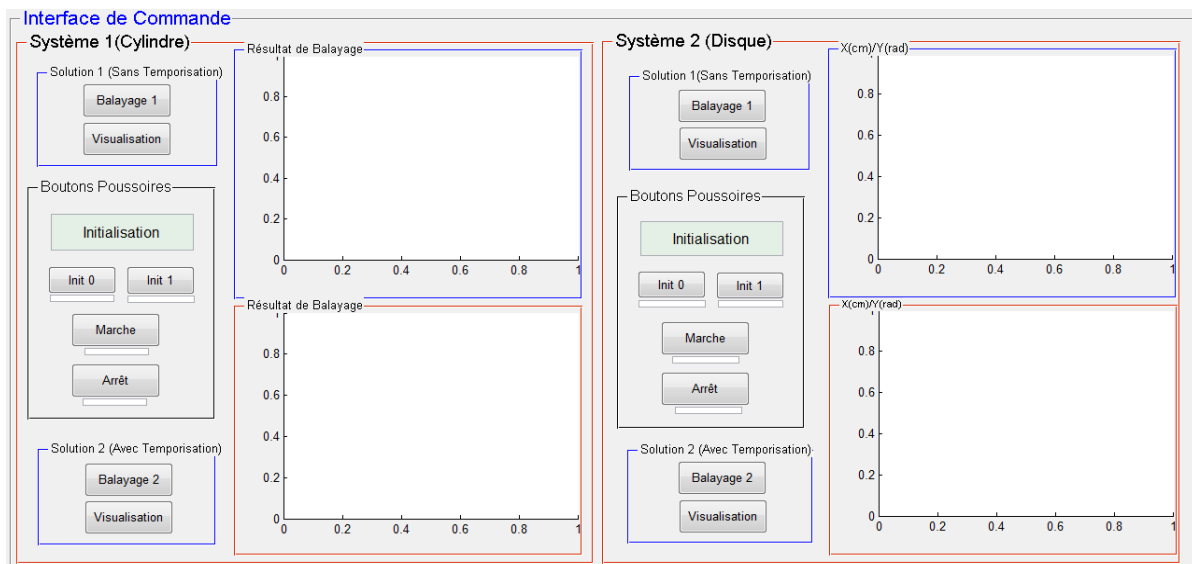 Interface de Commande
Système 1(Cylindre)
Solution 1 (Sans Temporisation)
Balayage 1
Visualisation
Boutons Poussoires
Initialisation
Init 0
Init 1
Marche
Arrêt
Solution 2 (Avec Temporisation)
Balayage 2
Visualisation
Résultat de Balayage
0.8
0.6
0.4
0.2
0
0 0.2 0.4 0.6 0.8 1
Résultat de Balayage
0.8
0.6
0.4
0.2
0
0 0.2 0.4 0.6 0.8 1
Système 2 (Disque)
Solution 1(Sans Temporisation)
Balayage 1
Visualisation
Boutons Poussoires
Initialisation
Init 0
Init 1
Marche
Arrêt
Solution 2 (Avec Temporisation)
Balayage 2
Visualisation
X(cm)/Y(rad)
0.8
0.6
0.4
0.2
0
0 0.2 0.4 0.6 0.8 1
X(cm)/Y(rad)
0.8
0.6
0.4
0.2
0
0 0.2 0.4 0.6 0.8 1